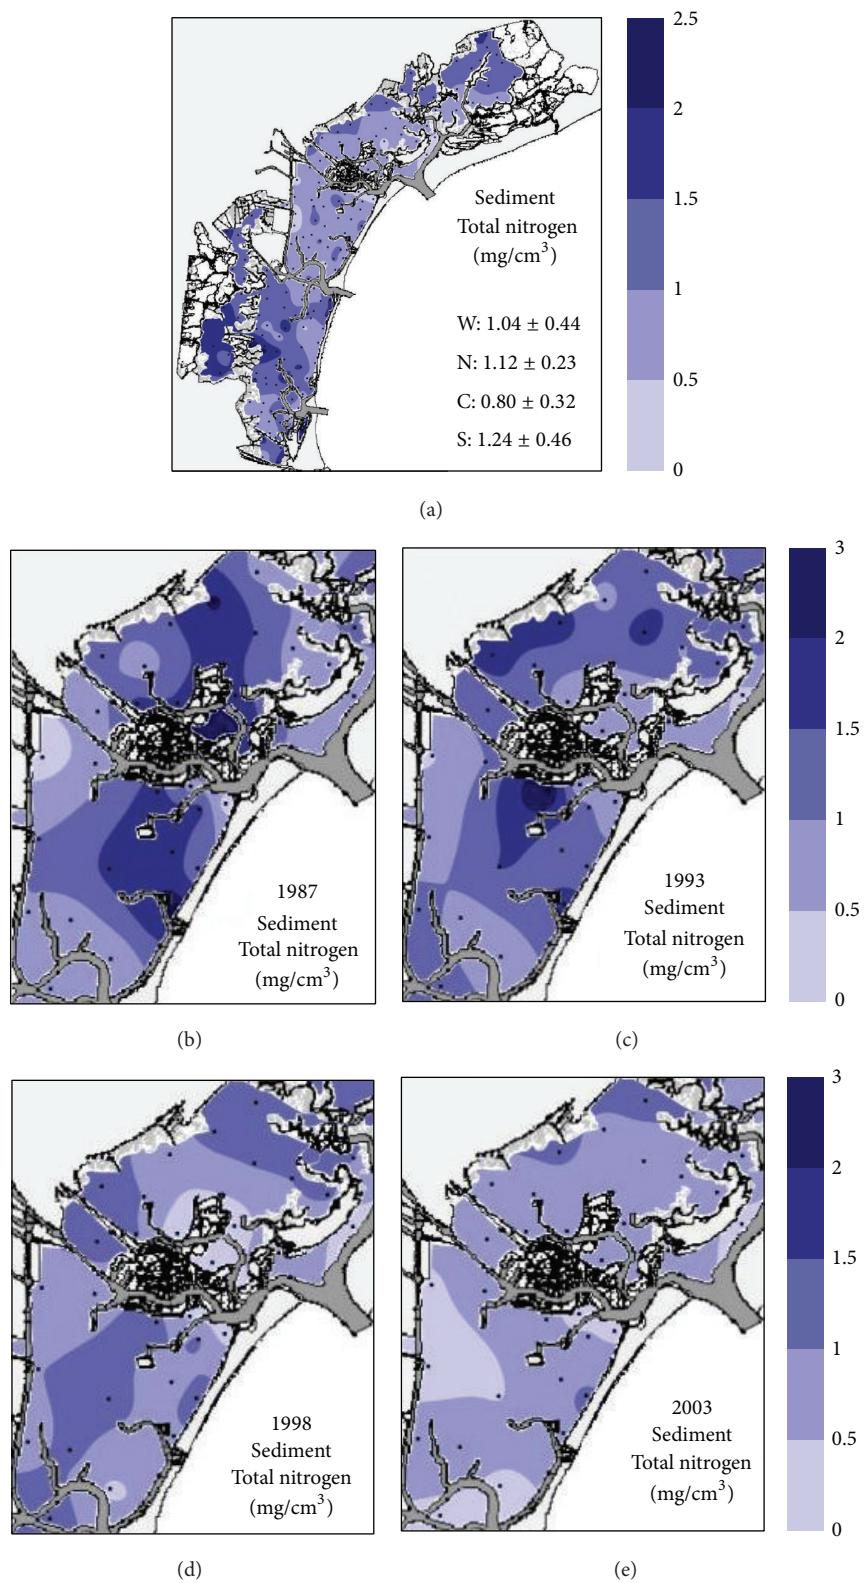 2.5
2
1.5
1
0.5
0
Sediment
Total nitrogen
(mg/cm³)
W: 1.04 ± 0.44
N: 1.12 ± 0.23
C: 0.80 ± 0.32
S: 1.24 ± 0.46
(a)
1987
Sediment
Total nitrogen
(mg/cm³)
(b)
1993
Sediment
Total nitrogen
(mg/cm³)
(c)
3
2
1.5
1
0.5
0
1998
Sediment
Total nitrogen
(mg/cm³)
(d)
2003
Sediment
Total nitrogen
(mg/cm³)
(e)
3
2
1.5
1
0.5
0